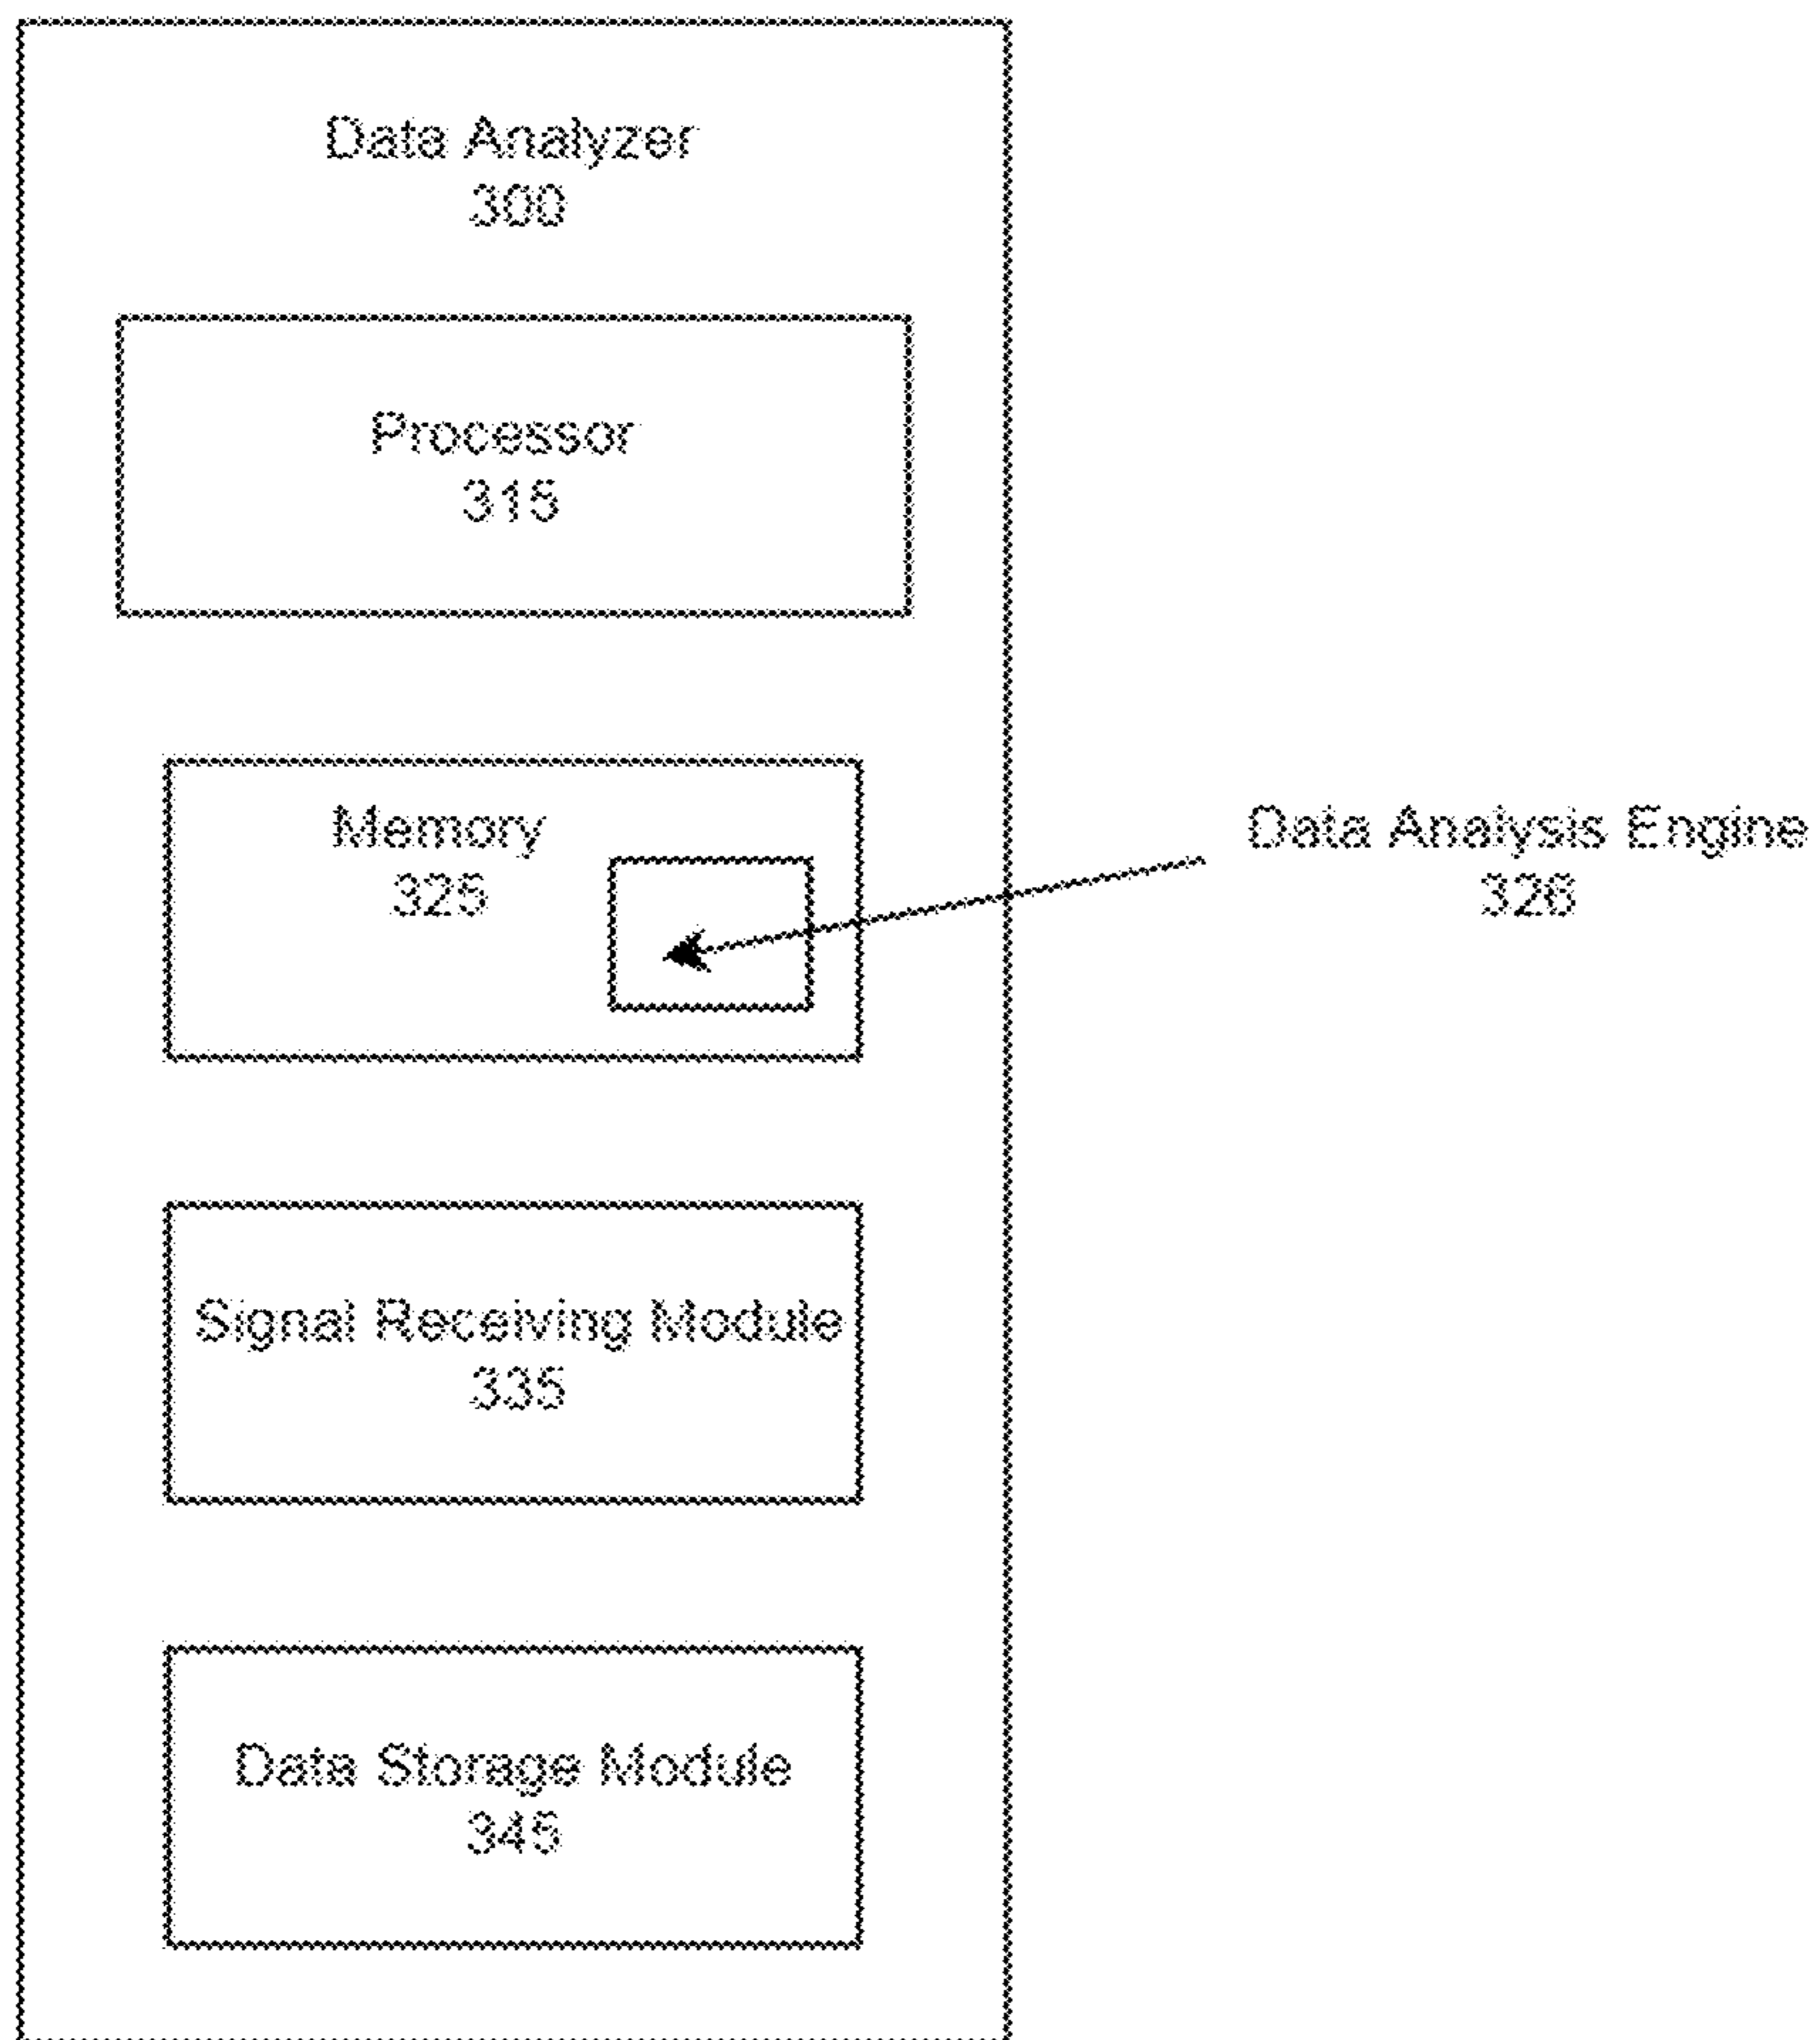 Data Analyzer
300
Processor
315
Memory
325
Data Analysis Engine
326
Signal Receiving Module
335
Data Storage Module
345